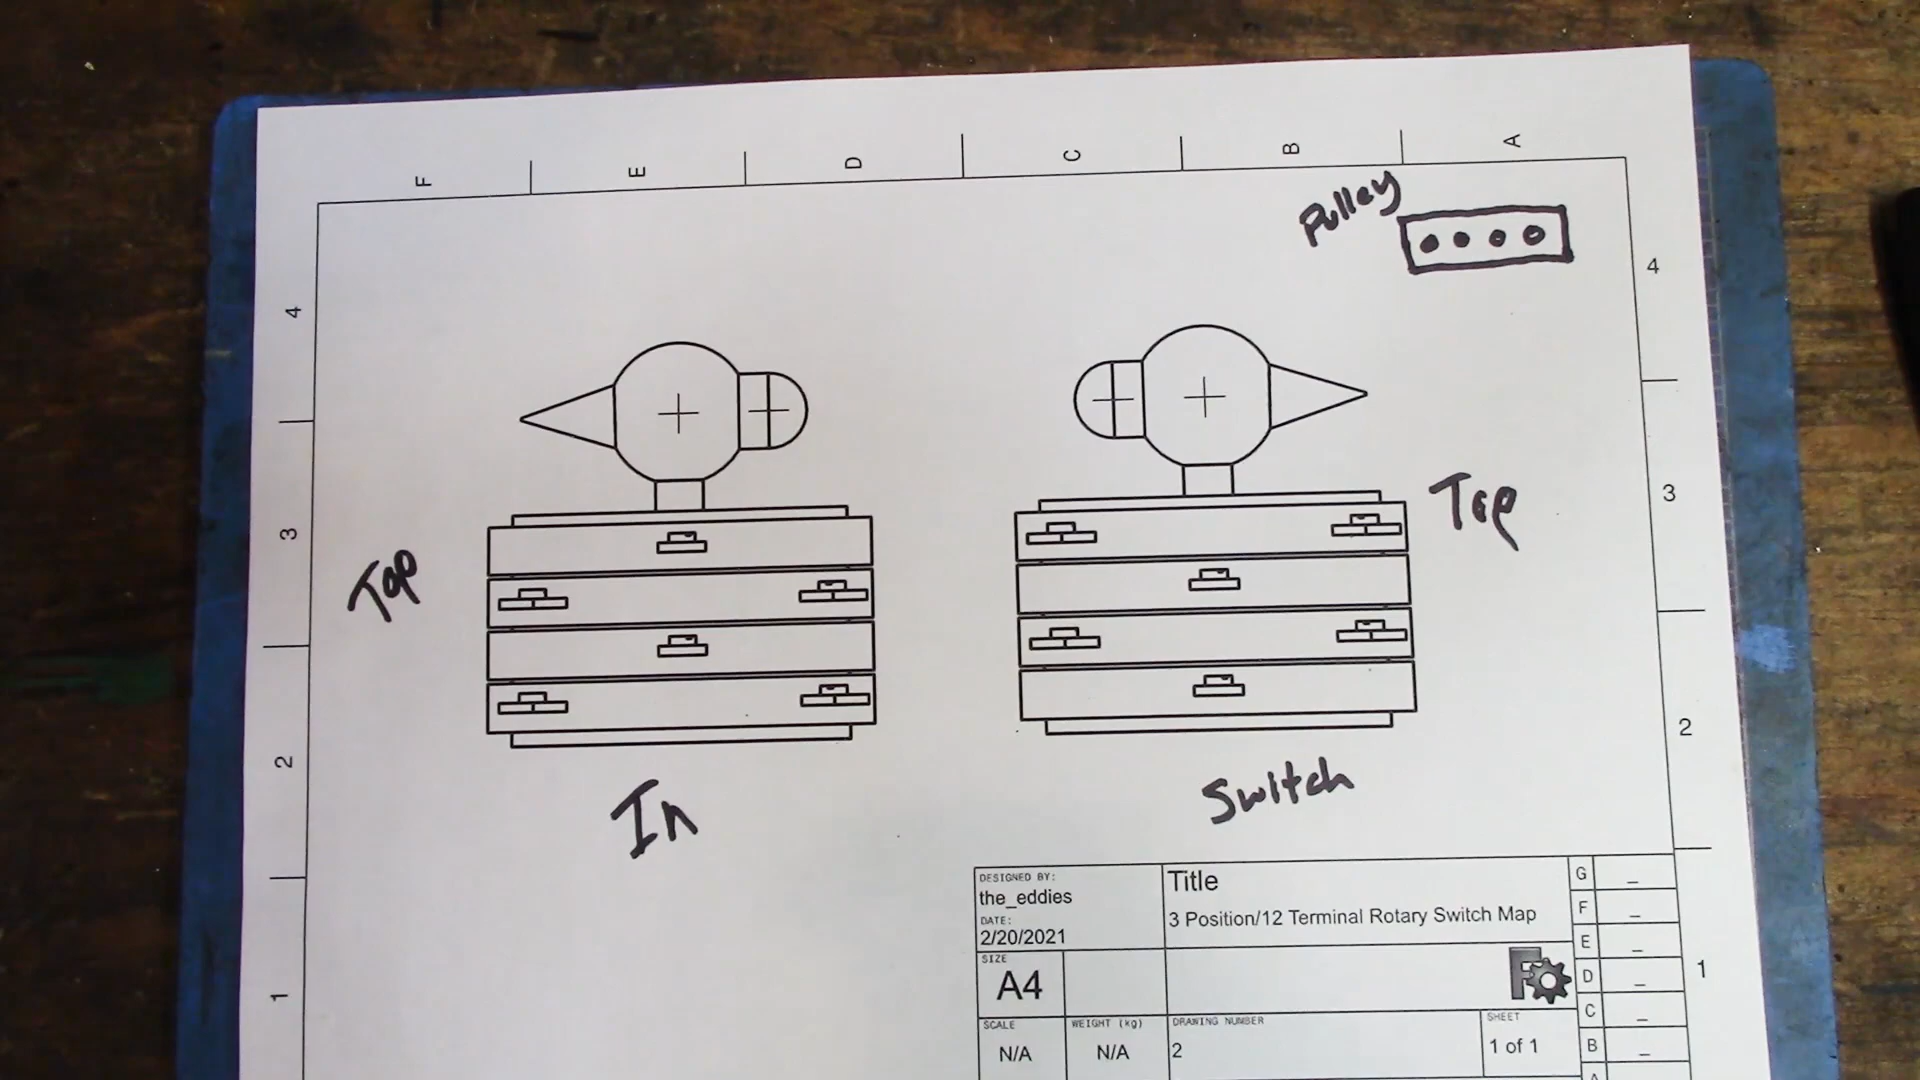 F E D C B A
Pulley
4 4
3 3
Top Top
2 2
In Switch
1 1
DESIGNED BY:
the_eddies
DATE:
2/20/2021
Title
3 Position/12 Terminal Rotary Switch Map
SIZE
A4
SCALE
N/A
WEIGHT (kg)
N/A
DRAWING NUMBER
2
SHEET
1 of 1
G _
F _
E _
D _
C _
B _